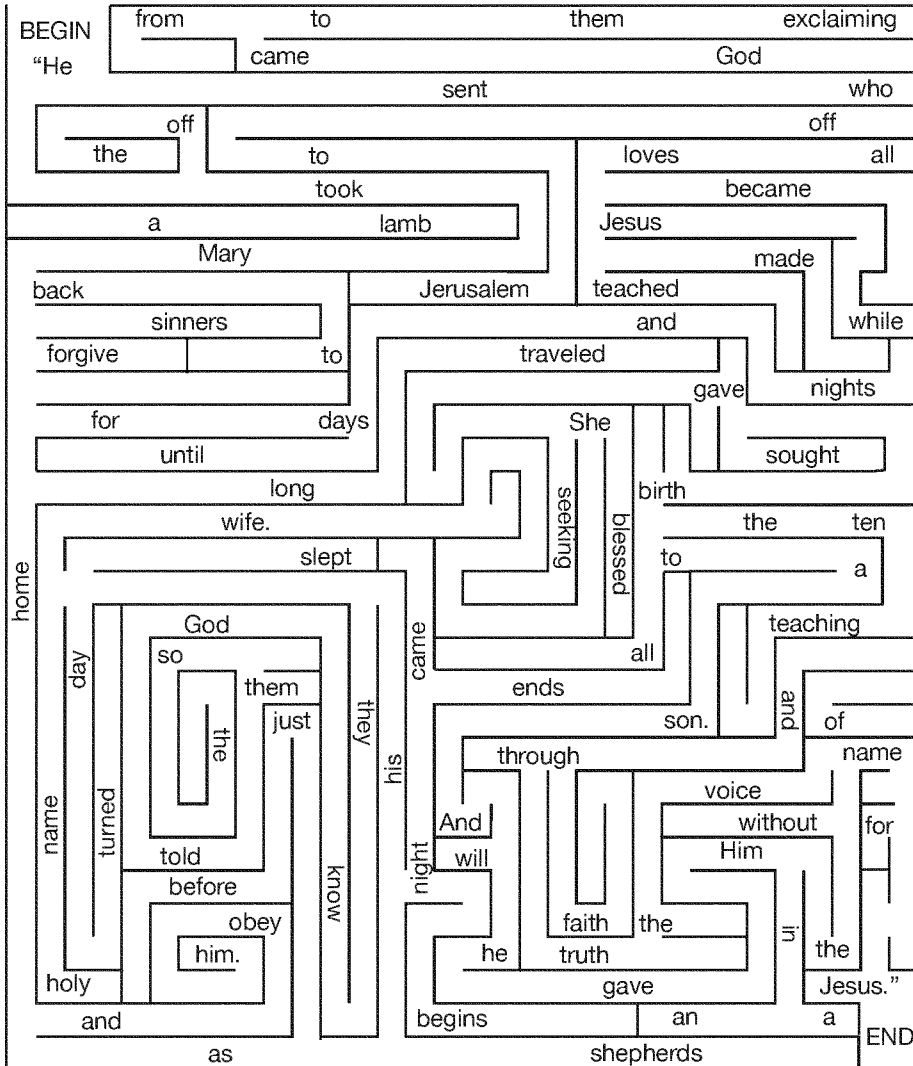 from to them exclaiming
BEGIN
“He came God
sent who
off off
the to loves all
took became
a lamb Jesus
Mary made
back Jerusalem teached
sinners and while
forgive to traveled
gave nights
for days She
until sought
long birth
seeking
wife. blessed the ten
slept to a
home
God came teaching
day so all
them ends and
just they son. of
the his through name
name turned voice
told know night And without for
will Him
before
obey faith the in
him. he truth the
holy gave Jesus.”
and begins an a END
as shepherds